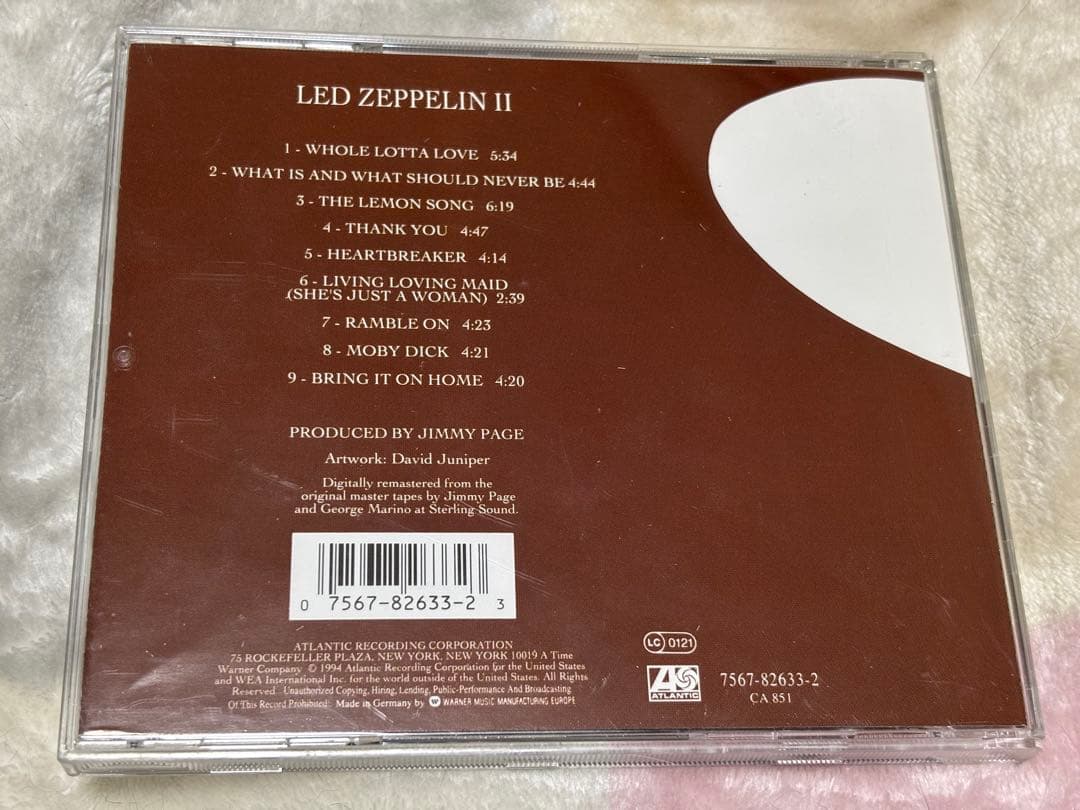 LED ZEPPELIN II
1 - WHOLE LOTTA LOVE 5:34
2 - WHAT IS AND WHAT SHOULD NEVER BE 4:44
3 - THE LEMON SONG 6:19
4 - THANK YOU 4:47
5 - HEARTBREAKER 4:14
6 - LIVING LOVING MAID
(SHE'S JUST A WOMAN) 2:39
7 - RAMBLE ON 4:23
8 - MOBY DICK 4:21
9 - BRING IT ON HOME 4:20
PRODUCED BY JIMMY PAGE
Artwork: David Juniper
Digitally remastered from the
original master tapes by Jimmy Page
and George Marino at Sterling Sound.
0 7567-82633-2 3
ATLANTIC RECORDING CORPORATION
75 ROCKEFELLER PLAZA, NEW YORK, NEW YORK 10019 A Time
Warner Company © 1994 Atlantic Recording Corporation for the United States
and WEA International Inc. for the world outside of the United States. All Rights
Reserved. Unauthorized Copying, Hiring, Lending, Public-Performance And Broadcasting
Of This Record Prohibited. Made in Germany by WARNER MUSIC MANUFACTURING EUROPE
LC 0121
ATLANTIC
7567-82633-2
CA 851